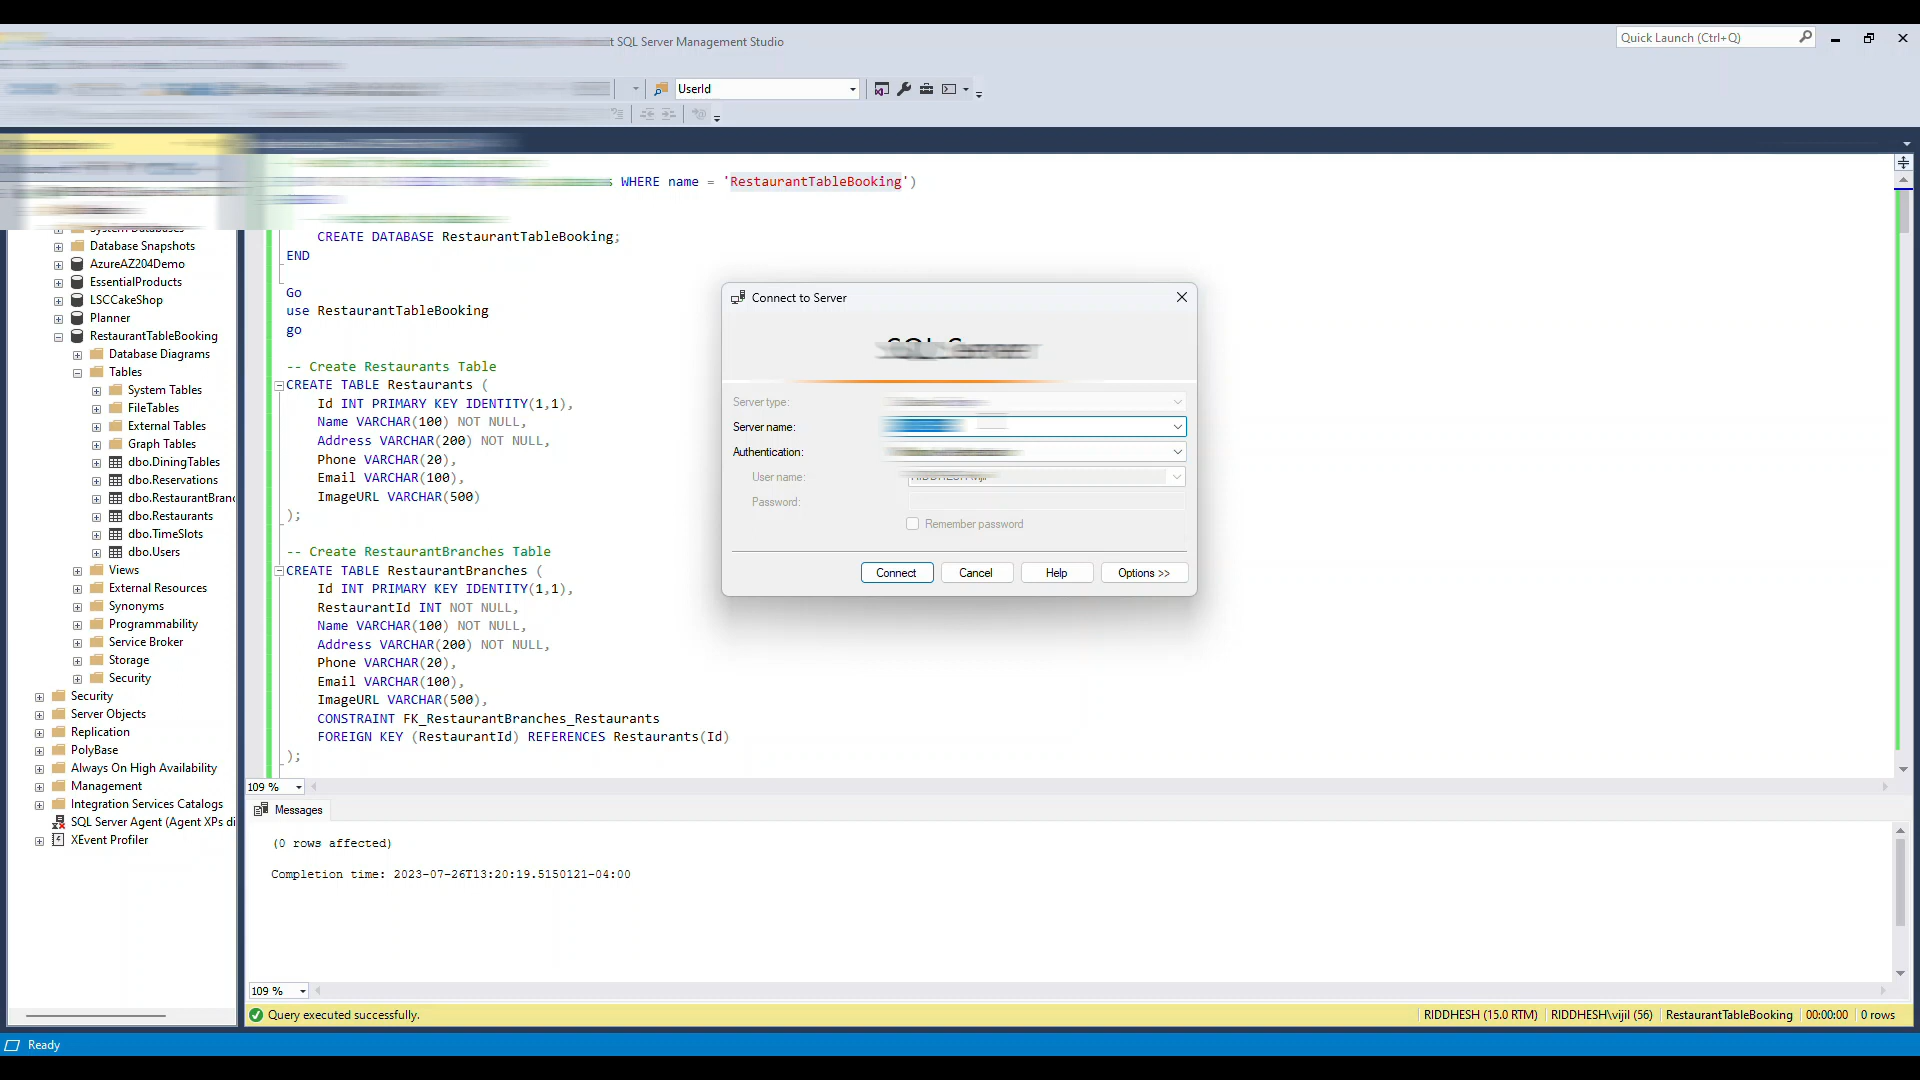 SQL Server Management Studio
Quick Launch (Ctrl+Q)
UserId
WHERE name = 'RestaurantTableBooking')
CREATE DATABASE RestaurantTableBooking;
END
Go
use RestaurantTableBooking
go
-- Create Restaurants Table
CREATE TABLE Restaurants (
Id INT PRIMARY KEY IDENTITY(1,1),
Name VARCHAR(100) NOT NULL,
Address VARCHAR(200) NOT NULL,
Phone VARCHAR(20),
Email VARCHAR(100),
ImageURL VARCHAR(500)
);
-- Create RestaurantBranches Table
CREATE TABLE RestaurantBranches (
Id INT PRIMARY KEY IDENTITY(1,1),
RestaurantId INT NOT NULL,
Name VARCHAR(100) NOT NULL,
Address VARCHAR(200) NOT NULL,
Phone VARCHAR(20),
Email VARCHAR(100),
ImageURL VARCHAR(500),
CONSTRAINT FK_RestaurantBranches_Restaurants
FOREIGN KEY (RestaurantId) REFERENCES Restaurants(Id)
);
System Databases
Database Snapshots
AzureAZ204Demo
EssentialProducts
LSCCakeShop
Planner
RestaurantTableBooking
Database Diagrams
Tables
System Tables
FileTables
External Tables
Graph Tables
dbo.DiningTables
dbo.Reservations
dbo.RestaurantBranc
dbo.Restaurants
dbo.TimeSlots
dbo.Users
Views
External Resources
Synonyms
Programmability
Service Broker
Storage
Security
Security
Server Objects
Replication
PolyBase
Always On High Availability
Management
Integration Services Catalogs
SQL Server Agent (Agent XPs di
XEvent Profiler
Connect to Server
SQL Server
Server type:
Server name:
Authentication:
User name:
RIDDHESH\vijil
Password:
Remember password
Connect
Cancel
Help
Options >>
109 %
Messages
(0 rows affected)
Completion time: 2023-07-26T13:20:19.5150121-04:00
109 %
Query executed successfully.
RIDDHESH (15.0 RTM)
RIDDHESH\vijil (56)
RestaurantTableBooking
00:00:00
0 rows
Ready